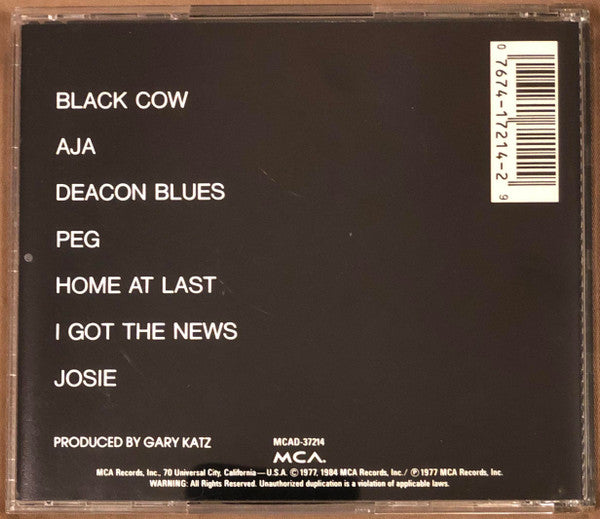 BLACK COW
AJA
DEACON BLUES
PEG
HOME AT LAST
I GOT THE NEWS
JOSIE
0 7674-17214-2 9
PRODUCED BY GARY KATZ
MCAD-37214
MCA.
MCA Records, Inc., 70 Universal City, California—U.S.A. ©1977, 1984 MCA Records, Inc./ ℗1977 MCA Records, Inc.
WARNING: All Rights Reserved. Unauthorized duplication is a violation of applicable laws.